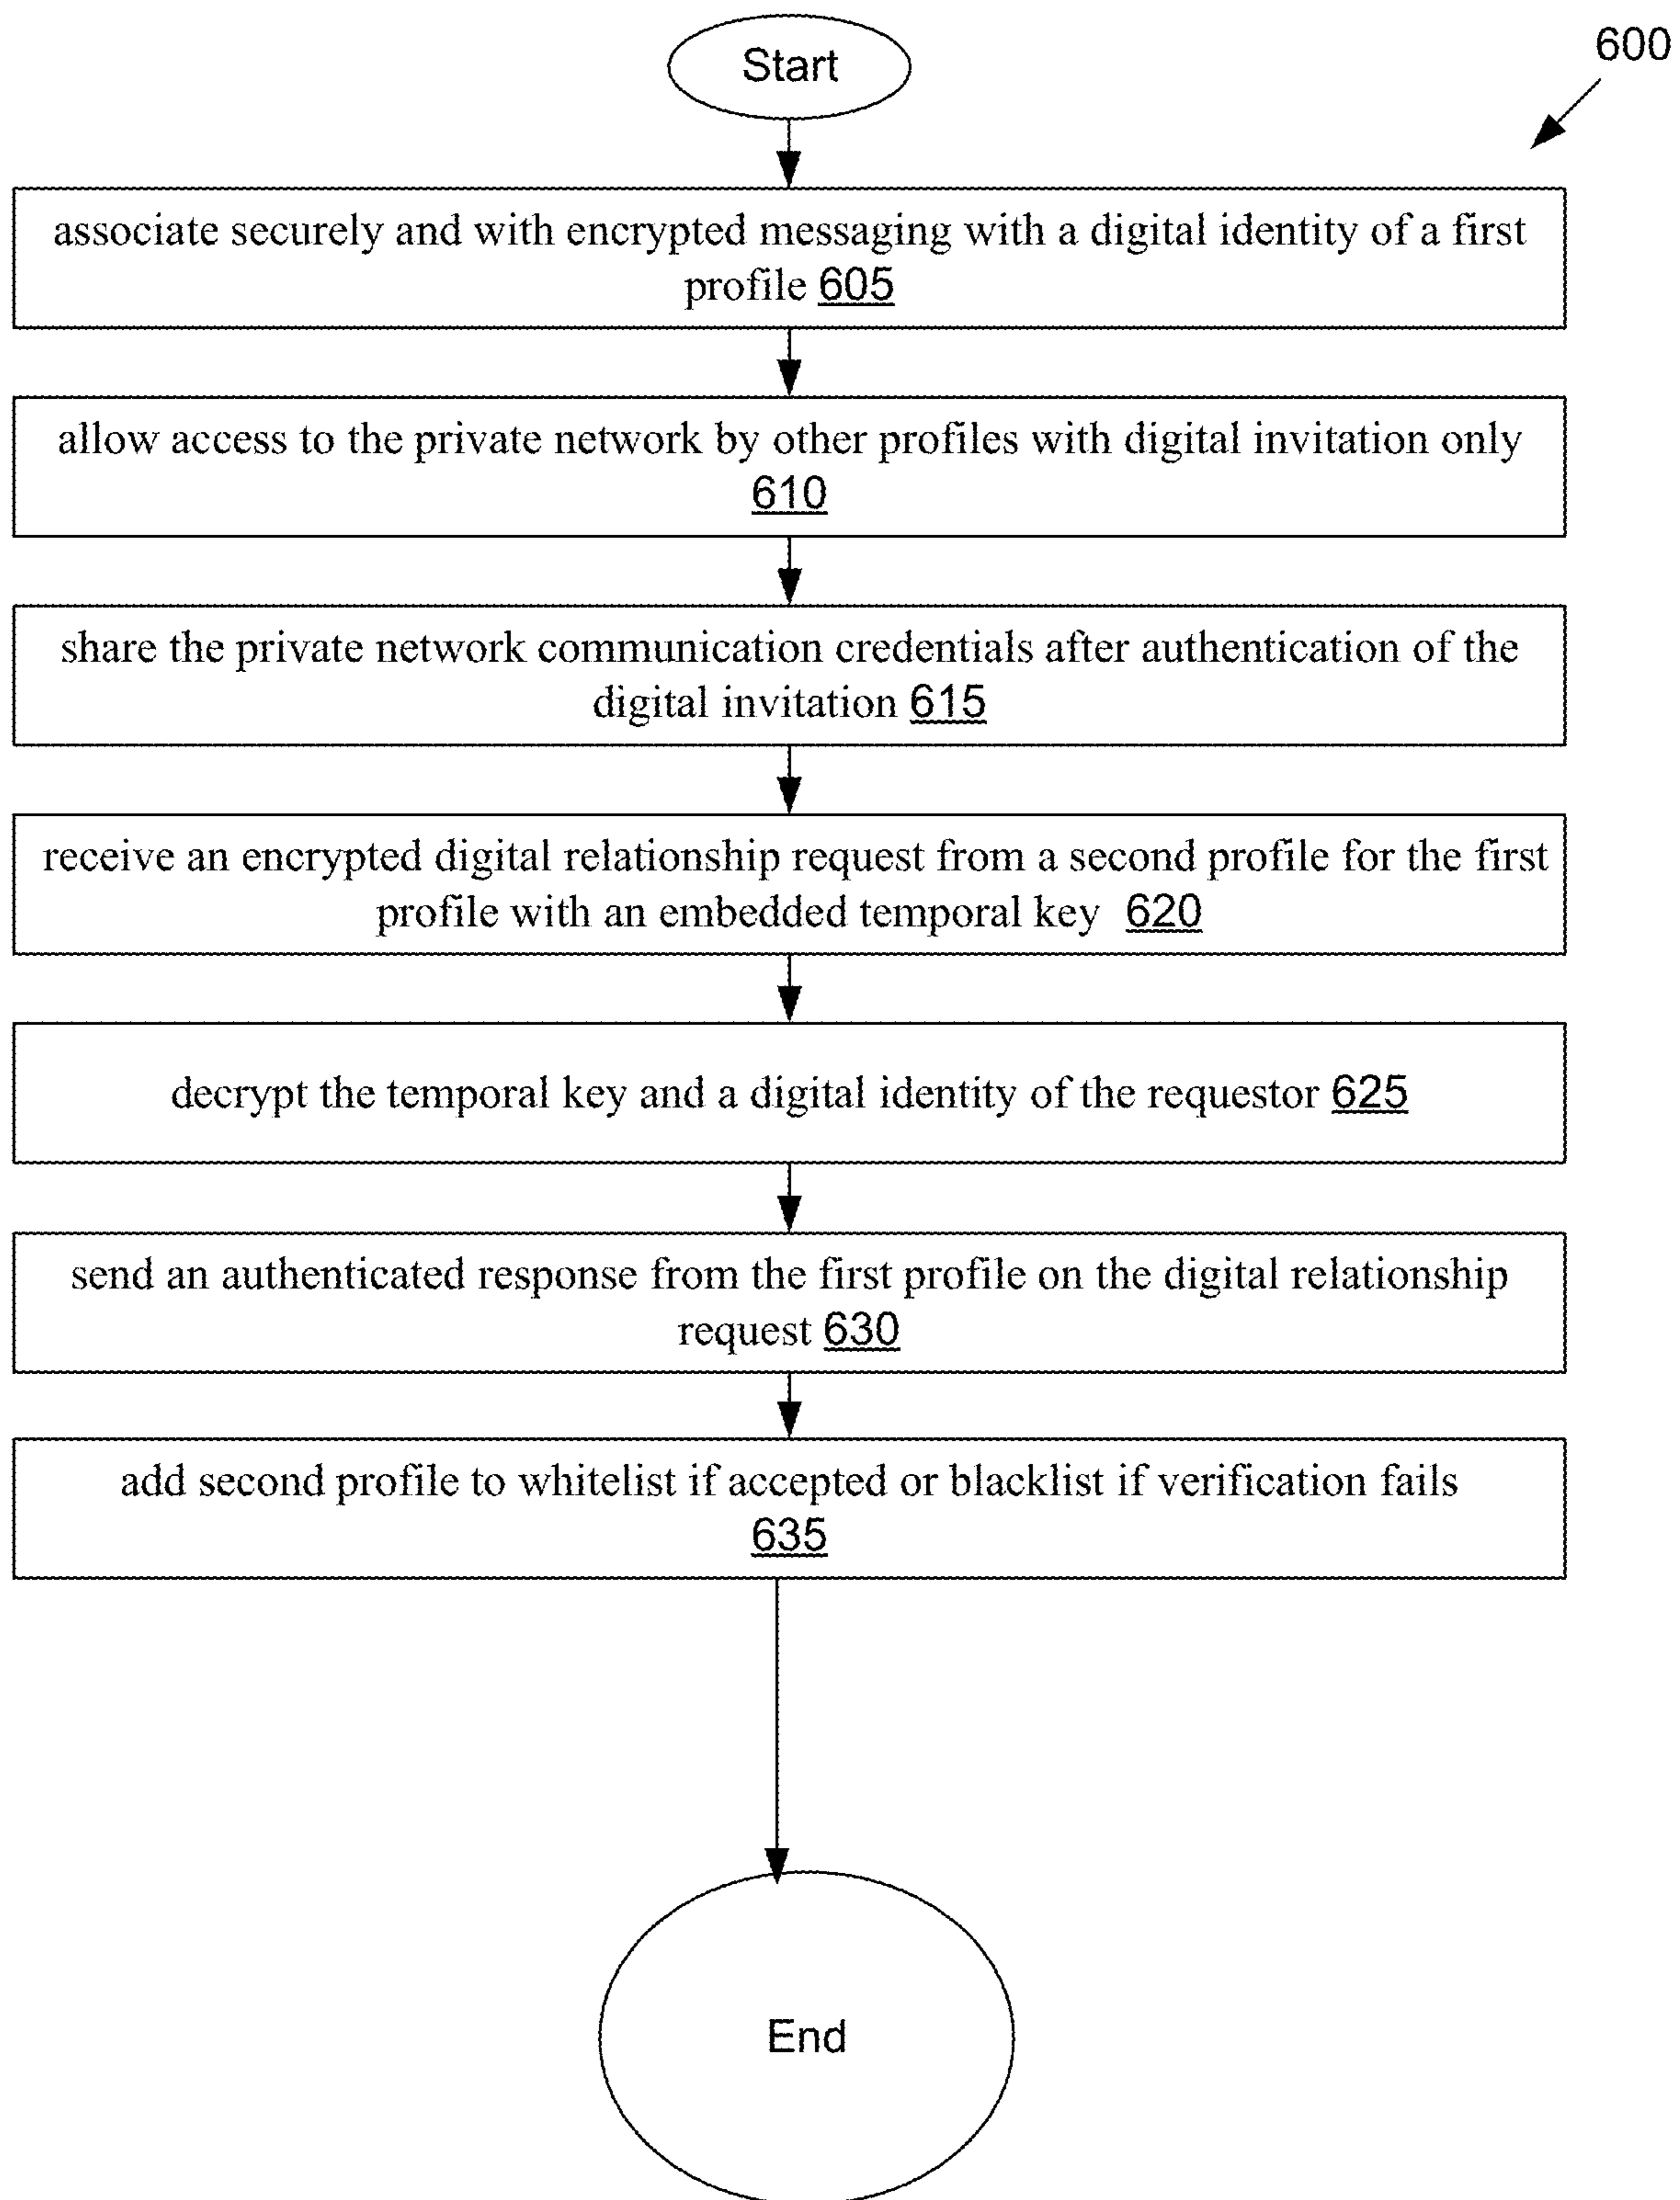 Start
600
associate securely and with encrypted messaging with a digital identity of a first
profile 605
allow access to the private network by other profiles with digital invitation only
610
share the private network communication credentials after authentication of the
digital invitation 615
receive an encrypted digital relationship request from a second profile for the first
profile with an embedded temporal key 620
decrypt the temporal key and a digital identity of the requestor 625
send an authenticated response from the first profile on the digital relationship
request 630
add second profile to whitelist if accepted or blacklist if verification fails
635
End